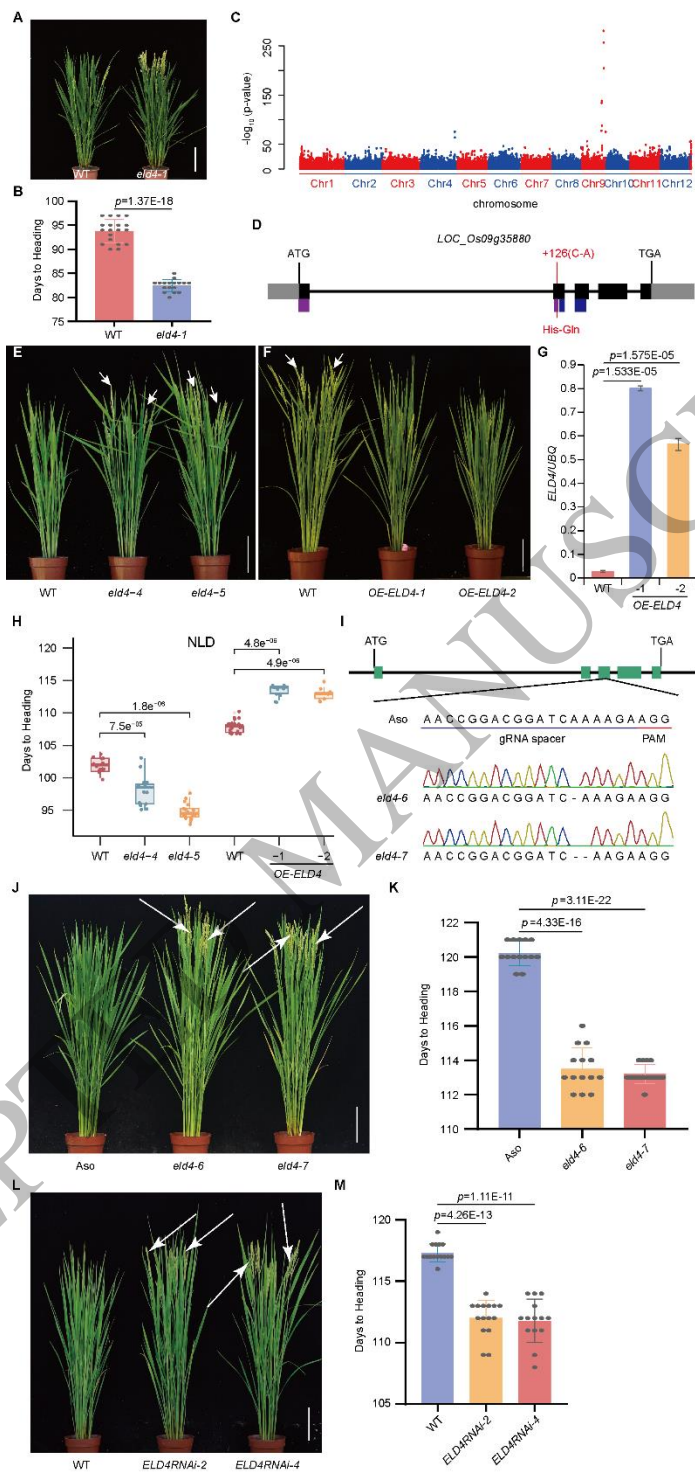 A
WT
eld4-1
B
Days to Heading
100
95
90
85
80
75
p=1.37E-18
WT
eld4-1
C
-log10 (p-value)
250
150
50
0
Chr1 Chr2 Chr3 Chr4 Chr5 Chr6 Chr7 Chr8 Chr9 Chr10 Chr11 Chr12
chromosome
D
LOC_Os09g35880
+126(C-A)
ATG
TGA
His-Gln
E
WT
eld4-4
eld4-5
F
WT
OE-ELD4-1
OE-ELD4-2
G
p=1.575E-05
p=1.533E-05
ELD4/UBQ
0.9
0.8
0.7
0.6
0.5
0.4
0.3
0.2
0.1
0
WT
-1
-2
OE-ELD4
H
NLD
Days to Heading
120
115
110
105
100
95
4.8e-06
4.9e-06
1.8e-06
7.5e-05
WT
eld4-4
eld4-5
WT
-1
-2
OE-ELD4
I
ATG
TGA
Aso AACCGGACGGATCAAAAGAAGG
gRNA spacer PAM
eld4-6 AACCGGACGGATC-AAAGAAGG
eld4-7 AACCGGACGGATC--AAGAAGG
J
Aso
eld4-6
eld4-7
K
p=3.11E-22
p=4.33E-16
Days to Heading
122
120
118
116
114
112
110
Aso
eld4-6
eld4-7
L
WT
ELD4RNAi-2
ELD4RNAi-4
M
p=1.11E-11
p=4.26E-13
Days to Heading
120
115
110
105
WT
ELD4RNAi-2
ELD4RNAi-4
PTED MANUSC